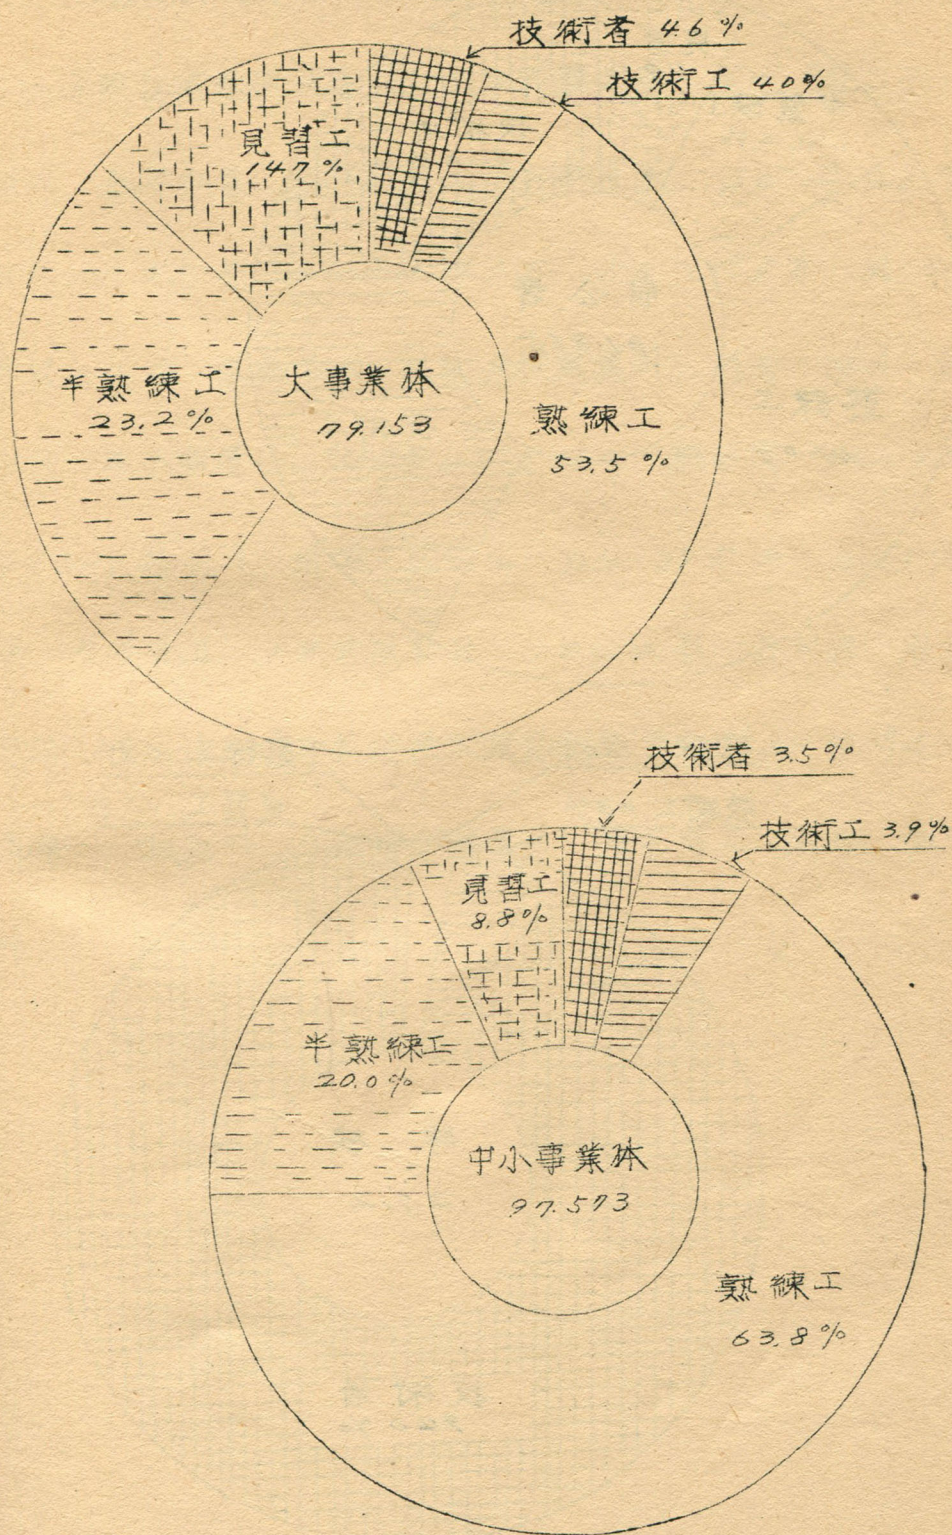 技術者 4.6%
技術工 4.0%
見習工
14.7%
半熟練工
23.2%
大事業体
79.153
熟練工
53.5%
技術者 3.5%
技術工 3.9%
見習工
8.8%
半熟練工
20.0%
中小事業体
97.573
熟練工
63.8%